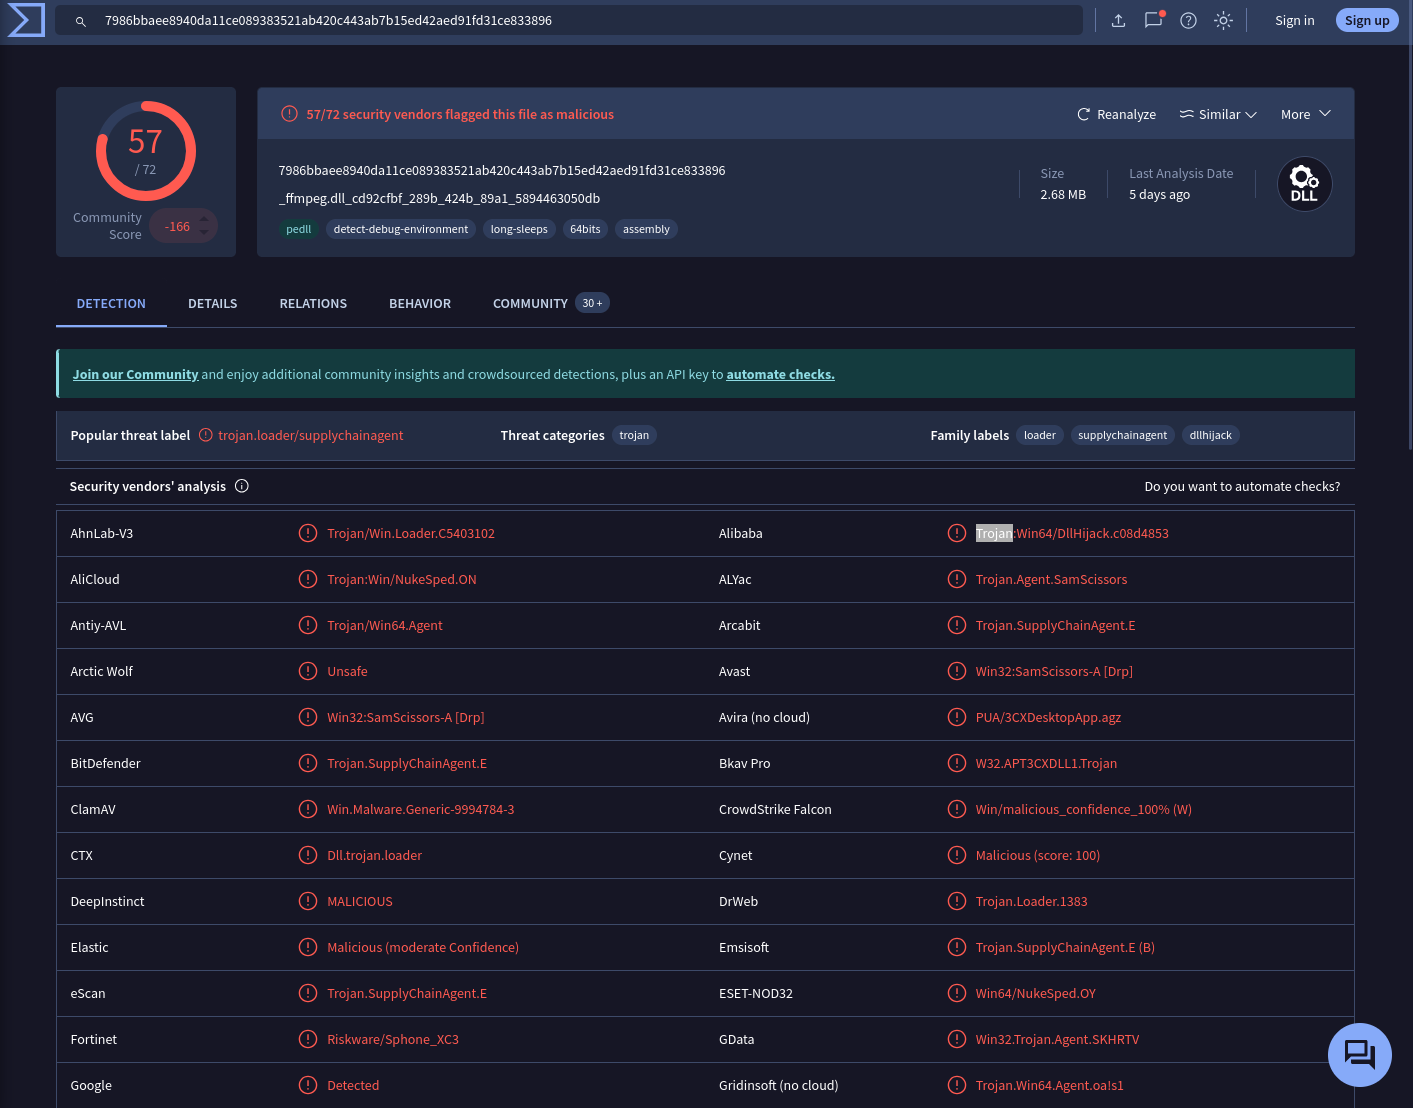 7986bbaee8940da11ce089383521ab420c443ab7b15ed42aed91fd31ce833896
Sign in
Sign up
57
/ 72
Community
Score
-166
57/72 security vendors flagged this file as malicious
Reanalyze
Similar
More
7986bbaee8940da11ce089383521ab420c443ab7b15ed42aed91fd31ce833896
_ffmpeg.dll_cd92cfbf_289b_424b_89a1_5894463050db
pedll
detect-debug-environment
long-sleeps
64bits
assembly
Size
2.68 MB
Last Analysis Date
5 days ago
DLL
DETECTION
DETAILS
RELATIONS
BEHAVIOR
COMMUNITY
30 +
Join our Community and enjoy additional community insights and crowdsourced detections, plus an API key to automate checks.
Popular threat label
trojan.loader/supplychainagent
Threat categories
trojan
Family labels
loader
supplychainagent
dllhijack
Security vendors' analysis
Do you want to automate checks?
AhnLab-V3
Trojan/Win.Loader.C5403102
Alibaba
Trojan:Win64/DllHijack.c08d4853
AliCloud
Trojan:Win/NukeSped.ON
ALYac
Trojan.Agent.SamScissors
Antiy-AVL
Trojan/Win64.Agent
Arcabit
Trojan.SupplyChainAgent.E
Arctic Wolf
Unsafe
Avast
Win32:SamScissors-A [Drp]
AVG
Win32:SamScissors-A [Drp]
Avira (no cloud)
PUA/3CXDesktopApp.agz
BitDefender
Trojan.SupplyChainAgent.E
Bkav Pro
W32.APT3CXDLL1.Trojan
ClamAV
Win.Malware.Generic-9994784-3
CrowdStrike Falcon
Win/malicious_confidence_100% (W)
CTX
Dll.trojan.loader
Cynet
Malicious (score: 100)
DeepInstinct
MALICIOUS
DrWeb
Trojan.Loader.1383
Elastic
Malicious (moderate Confidence)
Emsisoft
Trojan.SupplyChainAgent.E (B)
eScan
Trojan.SupplyChainAgent.E
ESET-NOD32
Win64/NukeSped.OY
Fortinet
Riskware/Sphone_XC3
GData
Win32.Trojan.Agent.SKHRTV
Google
Detected
Gridinsoft (no cloud)
Trojan.Win64.Agent.oa!s1